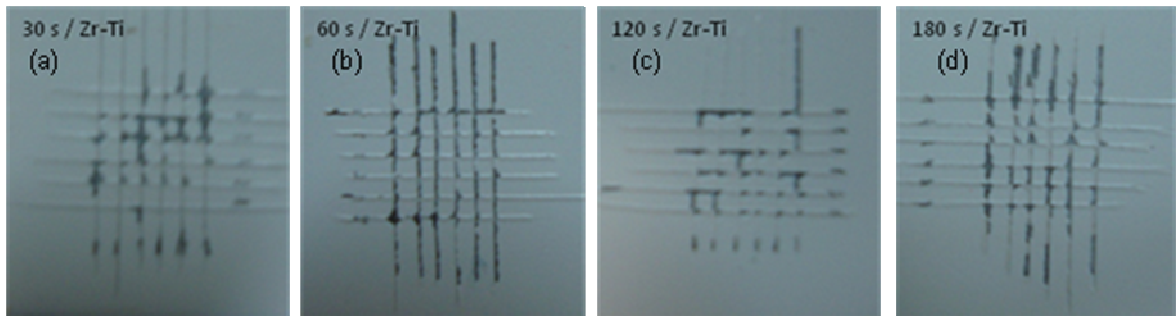 30 s / Zr-Ti
(a)
60 s / Zr-Ti
(b)
120 s / Zr-Ti
(c)
180 s / Zr-Ti
(d)